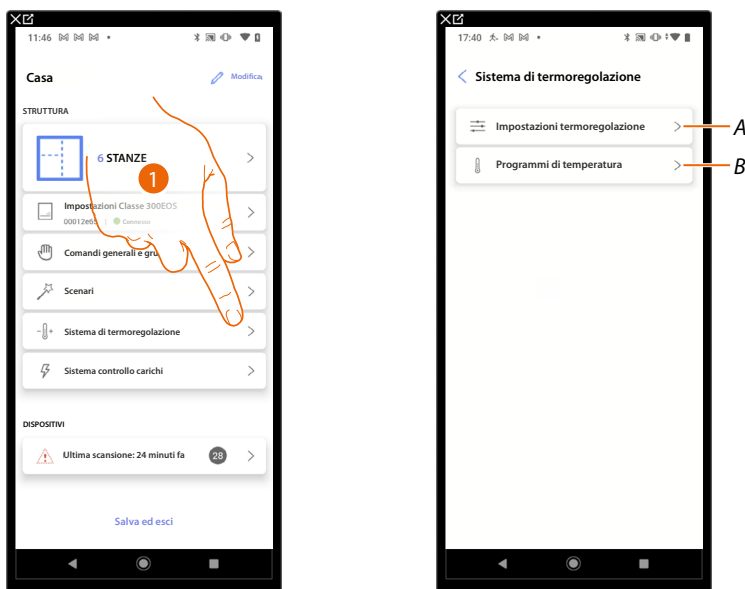 11:46
Casa
Modifica
STRUTTURA
6 STANZE
1
Impostazioni Classe 300EOS
00012e65 | Connesso
Comandi generali e gru
Scenari
Sistema di termoregolazione
Sistema controllo carichi
DISPOSITIVI
Ultima scansione: 24 minuti fa 28
Salva ed esci
17:40
Sistema di termoregolazione
Impostazioni termoregolazione
A
Programmi di temperatura
B